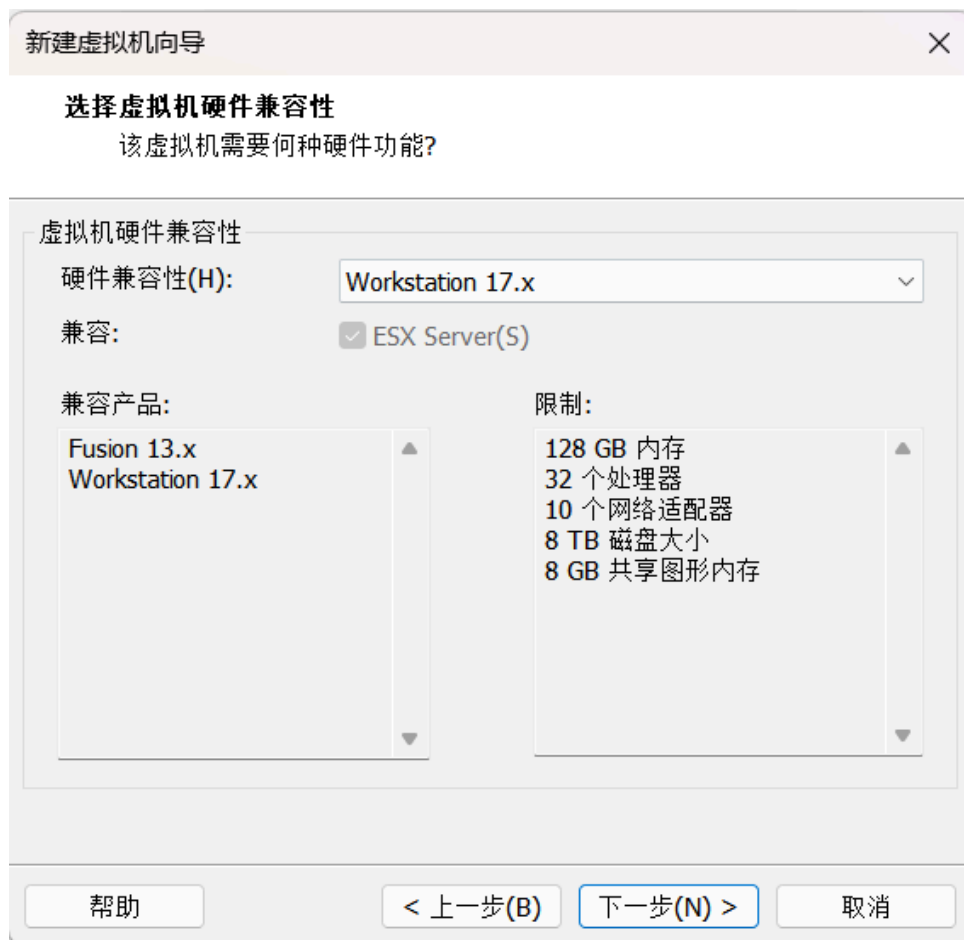 新建虚拟机向导
选择虚拟机硬件兼容性
该虚拟机需要何种硬件功能?
虚拟机硬件兼容性
硬件兼容性(H):
Workstation 17.x
兼容:
ESX Server(S)
兼容产品:
Fusion 13.x
Workstation 17.x
限制:
128 GB 内存
32 个处理器
10 个网络适配器
8 TB 磁盘大小
8 GB 共享图形内存
帮助
< 上一步(B)
下一步(N) >
取消